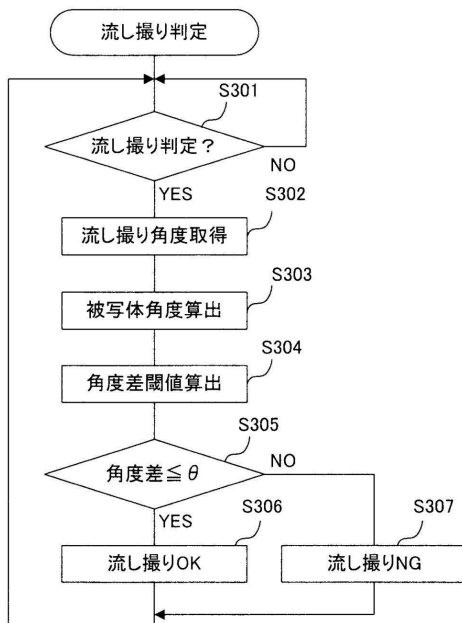 流し撮り判定
S301
流し撮り判定？
NO
YES
S302
流し撮り角度取得
S303
被写体角度算出
S304
角度差閾値算出
S305
角度差≦θ
NO
YES
S306
流し撮りOK
S307
流し撮りNG